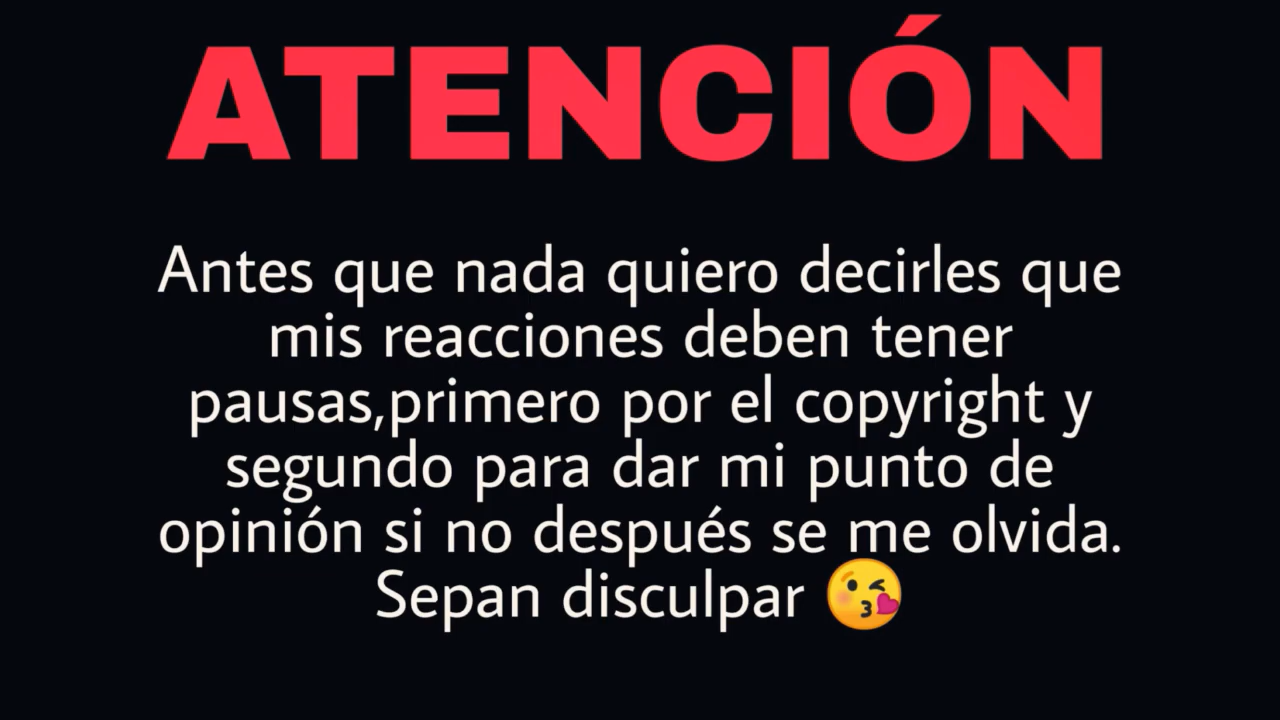 ATENCIÓN
Antes que nada quiero decirles que
mis reacciones deben tener
pausas,primero por el copyright y
segundo para dar mi punto de
opinión si no después se me olvida.
Sepan disculpar 😘